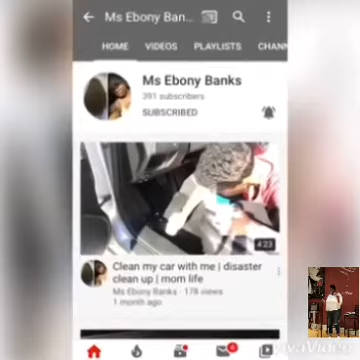 Ms Ebony Ban...
HOME VIDEOS PLAYLISTS CHANN
Ms Ebony Banks
391 subscribers
SUBSCRIBED
4:23
Clean my car with me | disaster
clean up | mom life
Ms Ebony Banks · 178 views
1 month ago